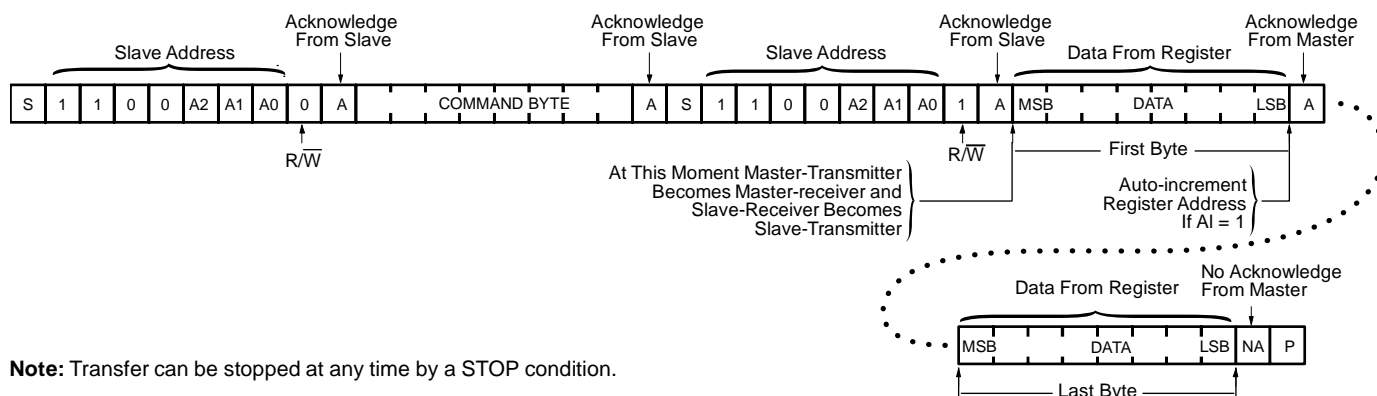 Acknowledge
From Slave
Acknowledge
From Slave
Acknowledge
From Slave
Acknowledge
From Master
Slave Address
Slave Address
Data From Register
S 1 1 0 0 A2 A1 A0 0 A COMMAND BYTE A S 1 1 0 0 A2 A1 A0 1 A MSB DATA LSB A
R/W̅
R/W̅
First Byte
At This Moment Master-Transmitter
Becomes Master-receiver and
Slave-Receiver Becomes
Slave-Transmitter
Auto-increment
Register Address
If AI = 1
No Acknowledge
From Master
Data From Register
MSB DATA LSB NA P
Note: Transfer can be stopped at any time by a STOP condition.
Last Byte